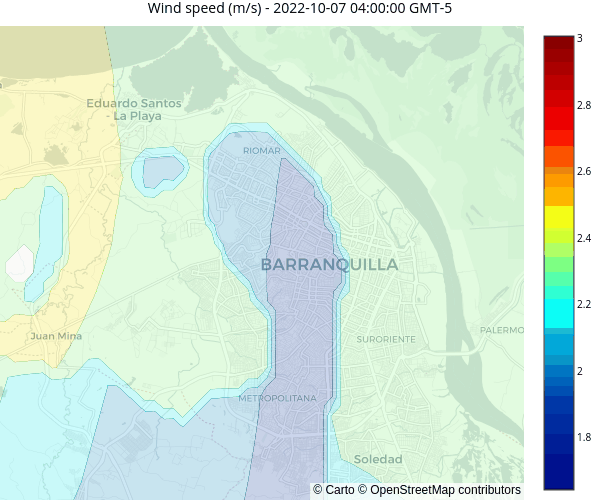 Wind speed (m/s) - 2022-10-07 04:00:00 GMT-5
3
Eduardo Santos
- La Playa
2.8
RIOMAR
2.6
2.4
BARRANQUILLA
2.2
Juan Mina
SURORIENTE
PALERMO
2
METROPOLITANA
1.8
Soledad
© Carto © OpenStreetMap contributors